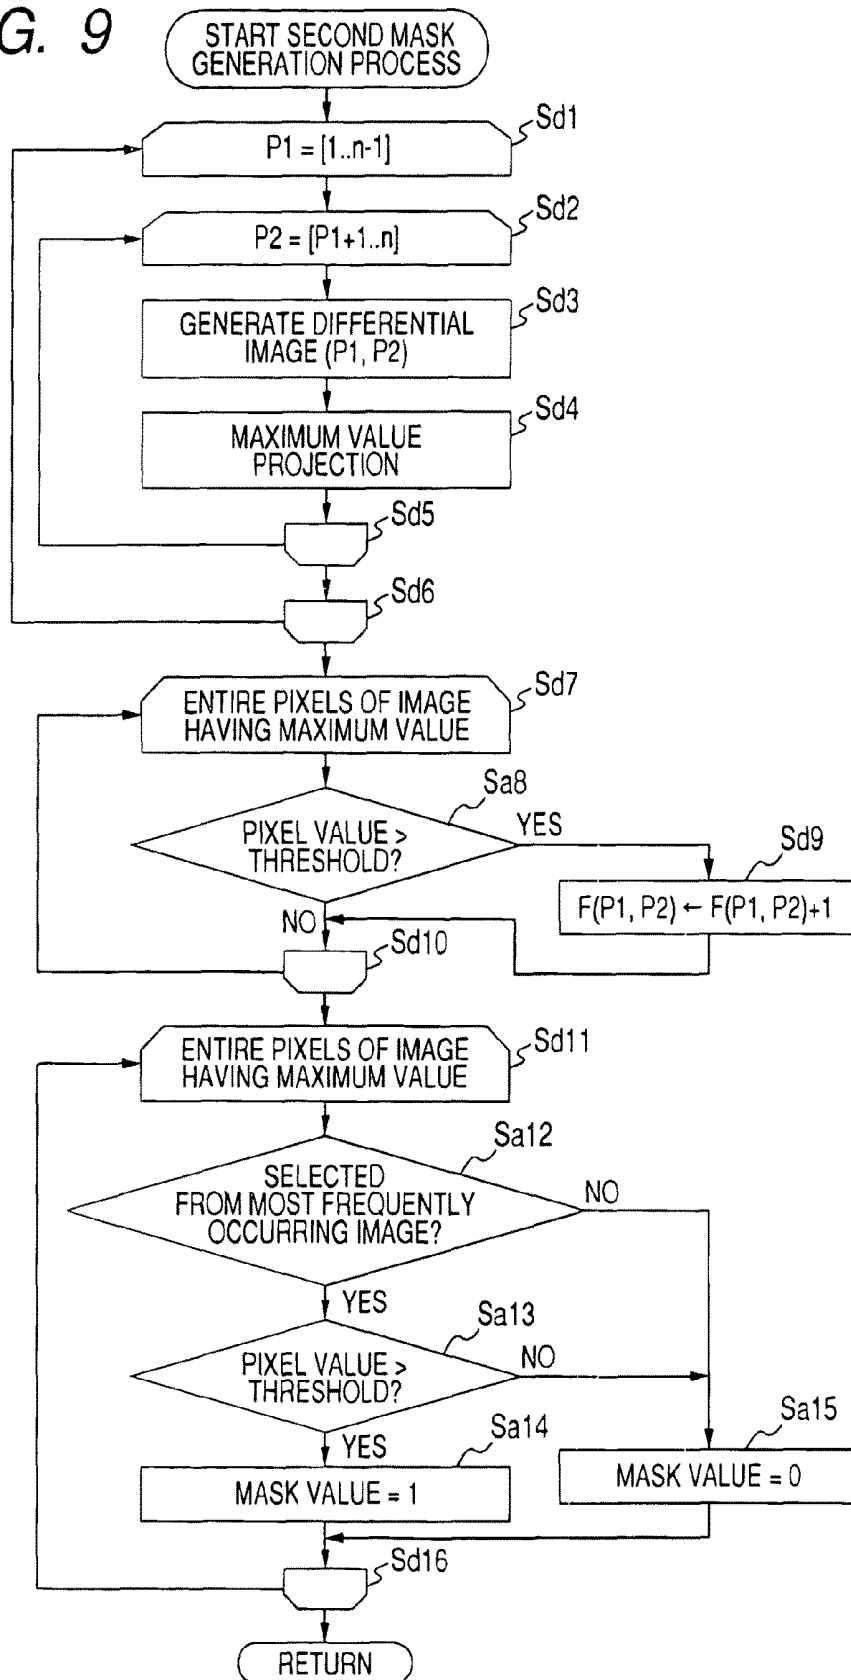 G. 9
START SECOND MASK
GENERATION PROCESS
Sd1
P1 = [1..n-1]
Sd2
P2 = [P1+1..n]
Sd3
GENERATE DIFFERENTIAL
IMAGE (P1, P2)
Sd4
MAXIMUM VALUE
PROJECTION
Sd5
Sd6
Sd7
ENTIRE PIXELS OF IMAGE
HAVING MAXIMUM VALUE
Sa8
PIXEL VALUE >
THRESHOLD?
YES
Sd9
F(P1, P2) ← F(P1, P2)+1
NO
Sd10
Sd11
ENTIRE PIXELS OF IMAGE
HAVING MAXIMUM VALUE
Sa12
SELECTED
FROM MOST FREQUENTLY
OCCURRING IMAGE?
NO
YES
Sa13
PIXEL VALUE >
THRESHOLD?
NO
YES
Sa14
MASK VALUE = 1
Sa15
MASK VALUE = 0
Sd16
RETURN